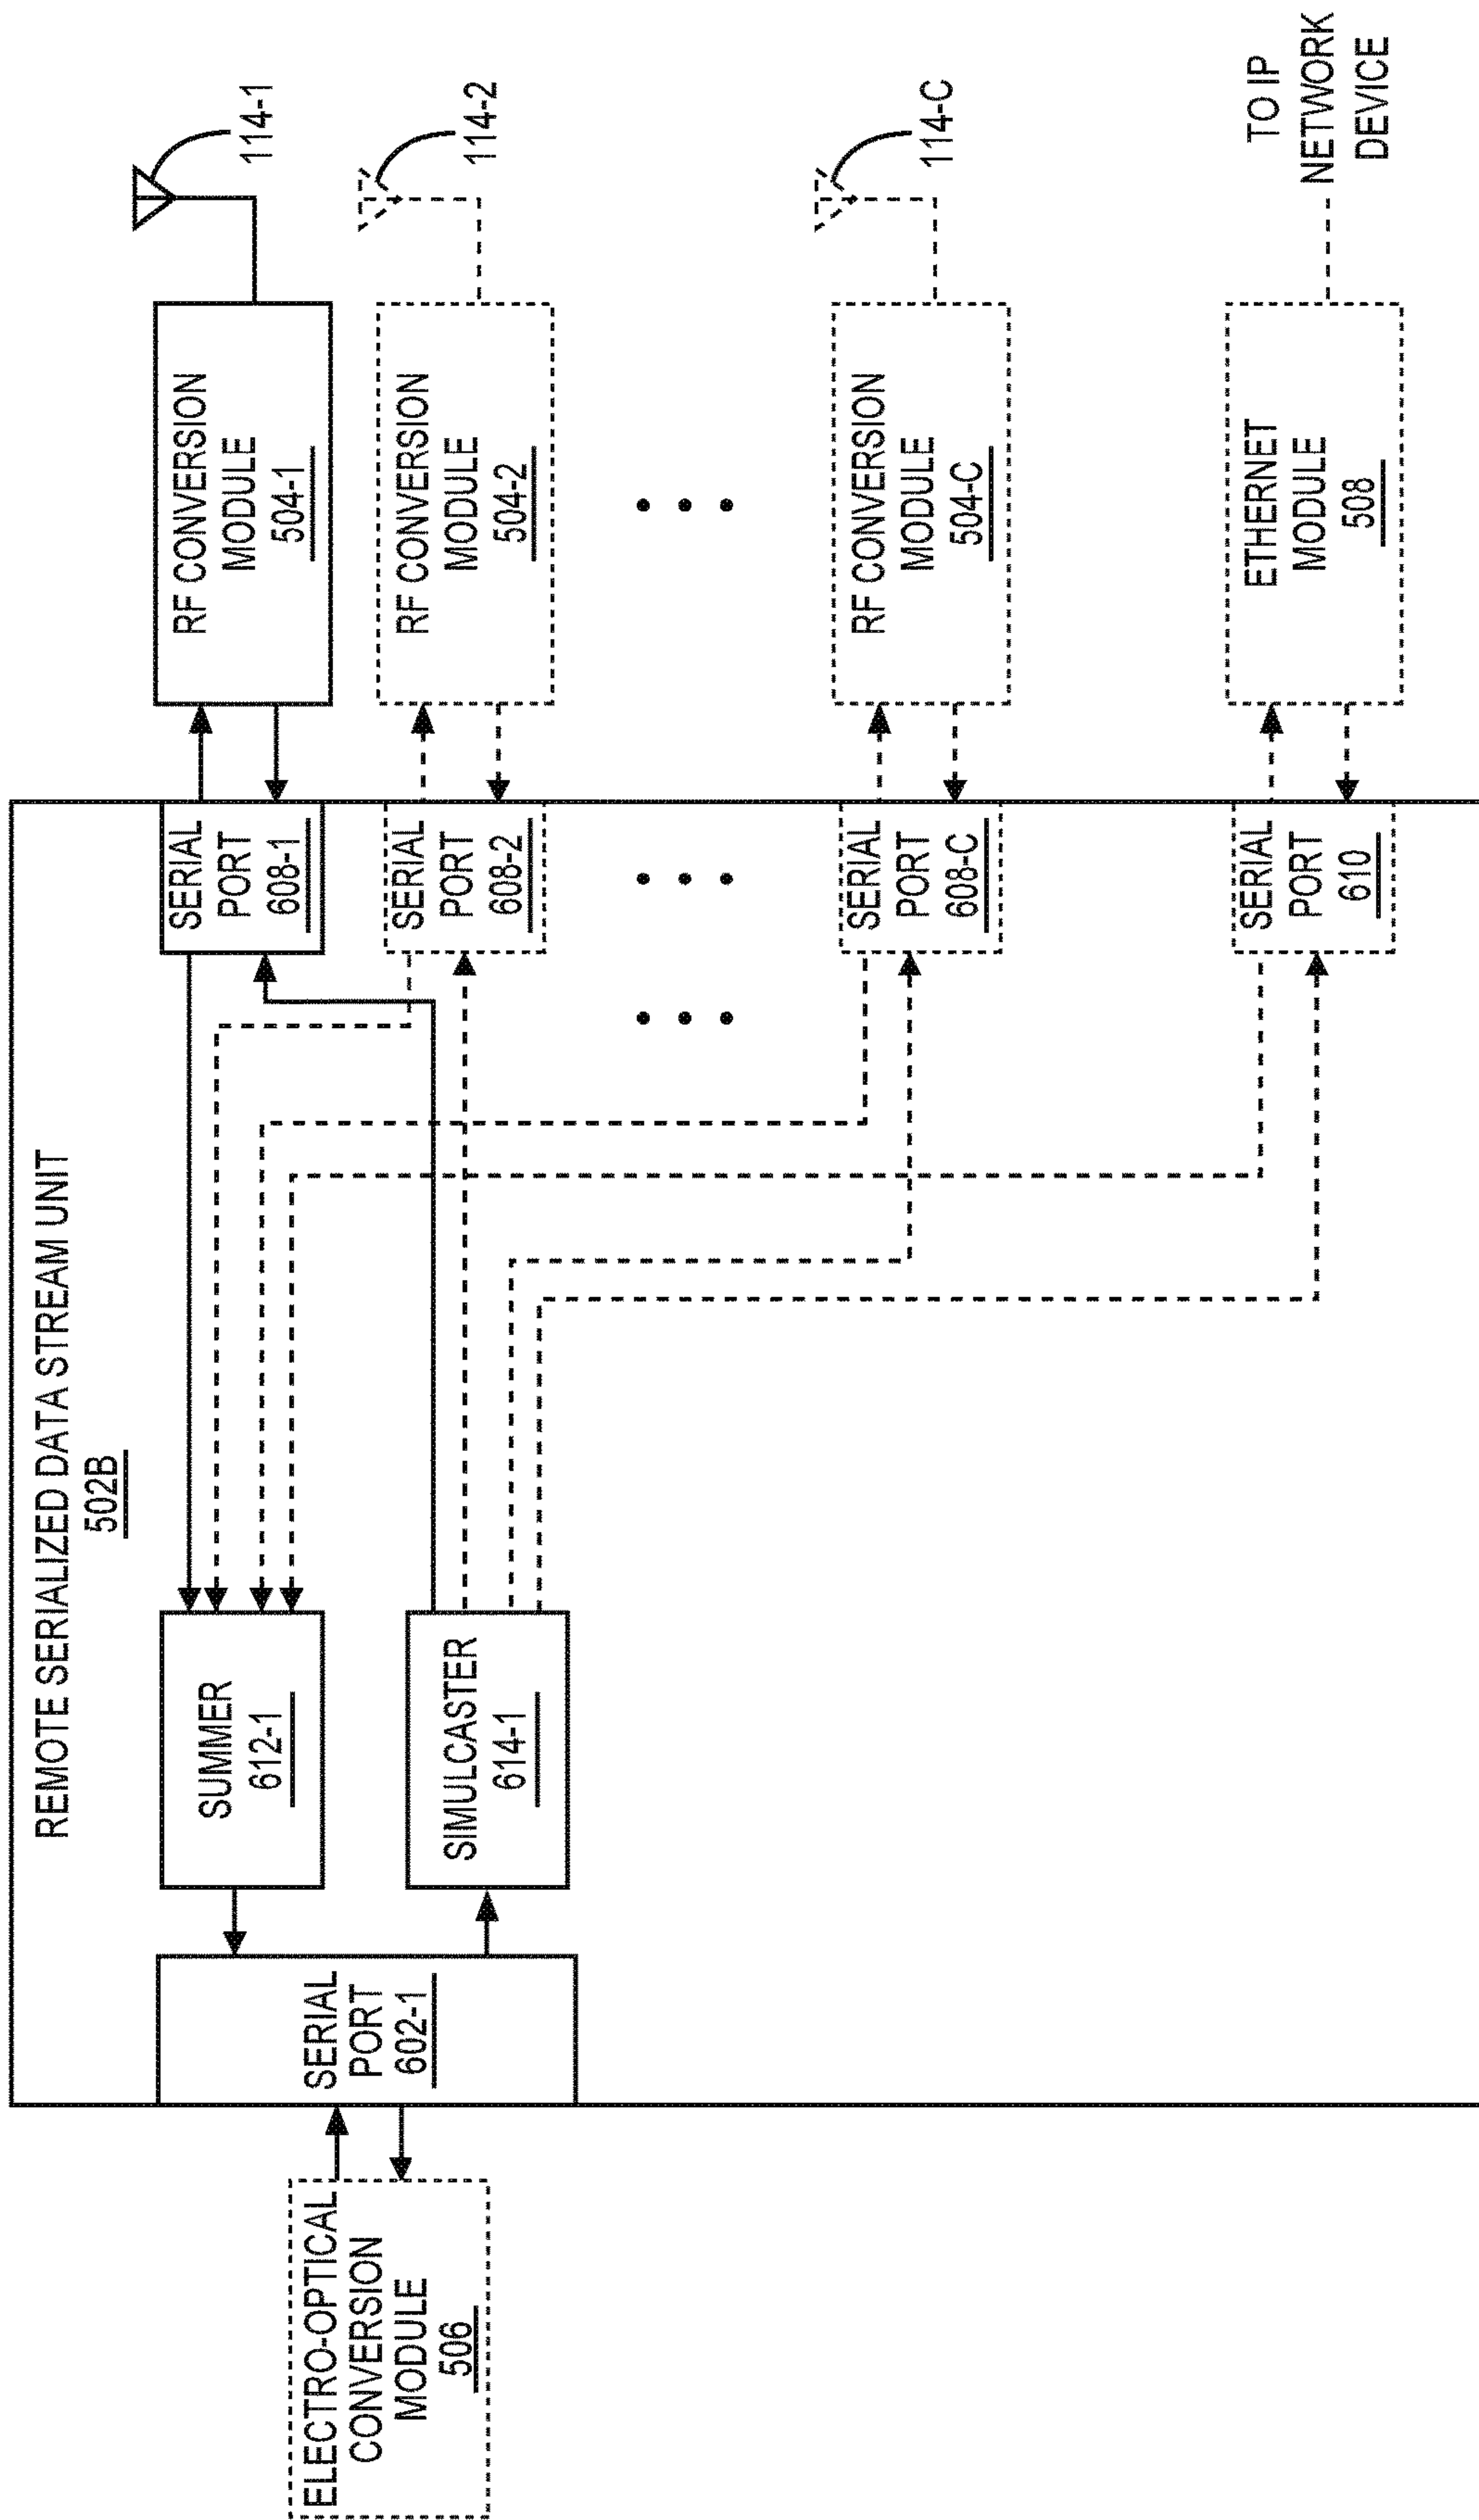 REMOTE SERIALIZED DATA STREAM UNIT
502B
ELECTRO-OPTICAL
CONVERSION
MODULE
506
SERIAL
PORT
602-1
SUMMER
612-1
SIMULCASTER
614-1
SERIAL
PORT
608-1
RF CONVERSION
MODULE
504-1
114-1
SERIAL
PORT
608-2
RF CONVERSION
MODULE
504-2
114-2
SERIAL
PORT
608-C
RF CONVERSION
MODULE
504-C
114-C
SERIAL
PORT
610
ETHERNET
MODULE
508
TO IP
NETWORK
DEVICE